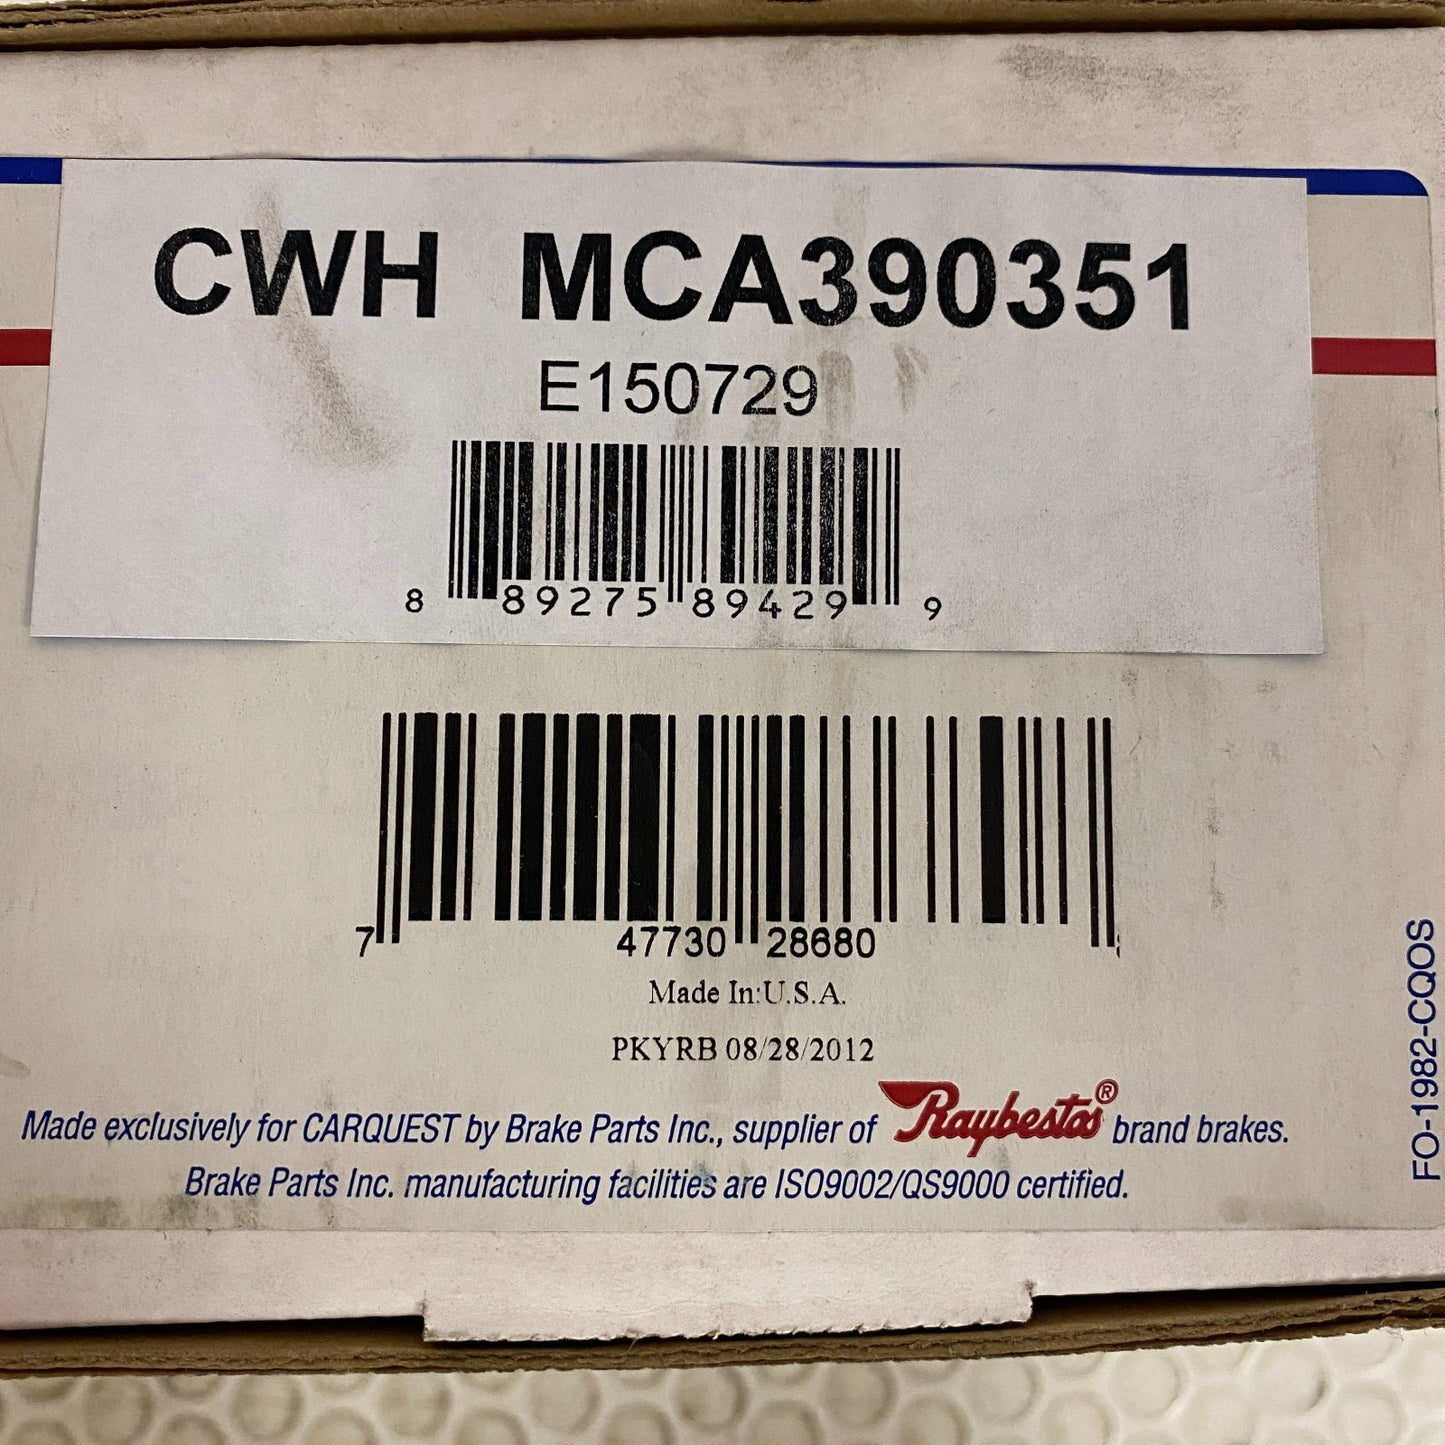 CWH MCA390351
E150729
8 89275 89429 9
7 47730 28680
Made In:U.S.A.
PKYRB 08/28/2012
Made exclusively for CARQUEST by Brake Parts Inc., supplier of Raybestos® brand brakes.
Brake Parts Inc. manufacturing facilities are ISO9002/QS9000 certified.
FO-1982-CQOS